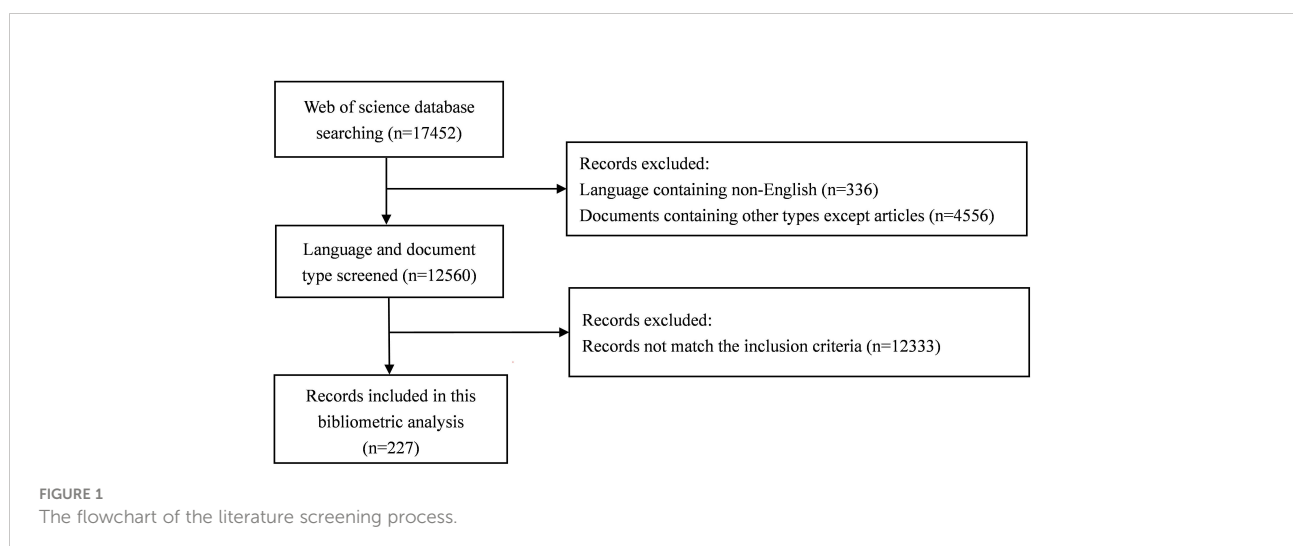 Web of science database
searching (n=17452)
Records excluded:
Language containing non-English (n=336)
Documents containing other types except articles (n=4556)
Language and document
type screened (n=12560)
Records excluded:
Records not match the inclusion criteria (n=12333)
Records included in this
bibliometric analysis
(n=227)
FIGURE 1
The flowchart of the literature screening process.